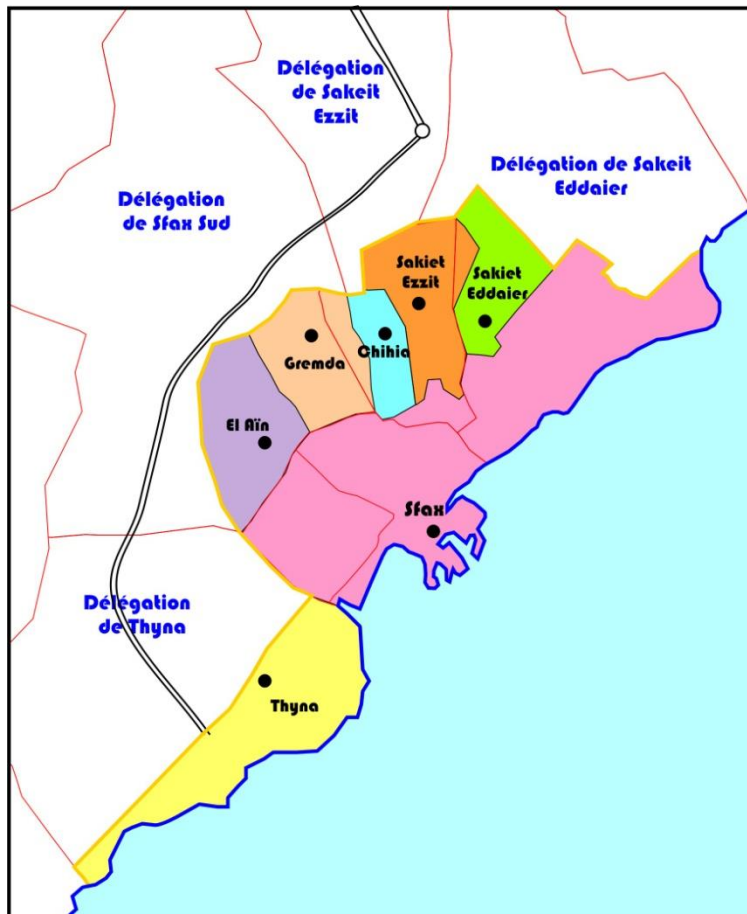 Délégation
de Sakeit
Ezzit
Délégation de Sakeit
Eddaier
Délégation
de Sfax Sud
Sakiet
Ezzit
Sakiet
Eddaier
Chihia
Gremda
El Aïn
Sfax
Délégation
de Thyna
Thyna